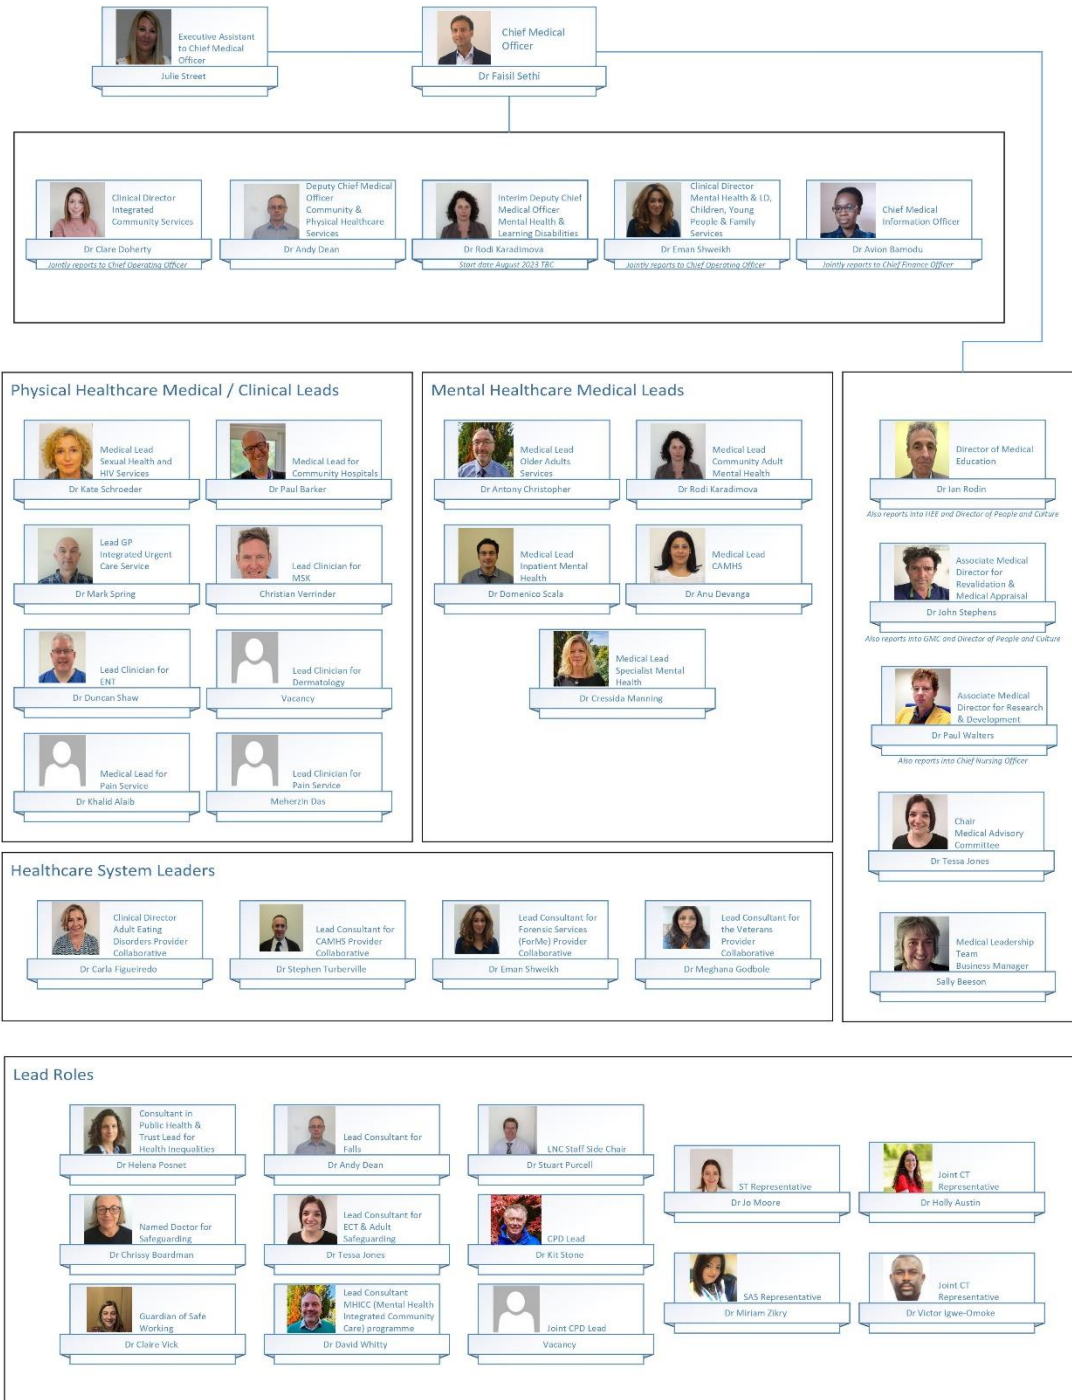 Executive Assistant
to Chief Medical
Officer
Julie Street
Chief Medical
Officer
Dr Faisil Sethi
Clinical Director
Integrated
Community Services
Dr Clare Doherty
Jointly reports to Chief Operating Officer
Deputy Chief Medical
Officer
Community &
Physical Healthcare
Services
Dr Andy Dean
Interim Deputy Chief
Medical Officer
Mental Health &
Learning Disabilities
Dr Rodi Karadimova
Start date August 2023 TBC
Clinical Director
Mental Health & LD,
Children, Young
People & Family
Services
Dr Eman Shweikh
Jointly reports to Chief Operating Officer
Chief Medical
Information Officer
Dr Avion Bamodu
Jointly reports to Chief Finance Officer
Physical Healthcare Medical / Clinical Leads
Medical Lead
Sexual Health and
HIV Services
Dr Kate Schroeder
Medical Lead for
Community Hospitals
Dr Paul Barker
Lead GP
Integrated Urgent
Care Service
Dr Mark Spring
Lead Clinician for
MSK
Christian Verrinder
Lead Clinician for
ENT
Dr Duncan Shaw
Lead Clinician for
Dermatology
Vacancy
Medical Lead for
Pain Service
Dr Khalid Alaib
Lead Clinician for
Pain Service
Meherzin Das
Mental Healthcare Medical Leads
Medical Lead
Older Adults
Services
Dr Antony Christopher
Medical Lead
Community Adult
Mental Health
Dr Rodi Karadimova
Medical Lead
Inpatient Mental
Health
Dr Domenico Scala
Medical Lead
CAMHS
Dr Anu Devanga
Medical Lead
Specialist Mental
Health
Dr Cressida Manning
Director of Medical
Education
Dr Ian Rodin
Also reports into HEE and Director of People and Culture
Associate Medical
Director for
Revalidation &
Medical Appraisal
Dr John Stephens
Also reports into GMC and Director of People and Culture
Associate Medical
Director for Research
& Development
Dr Paul Walters
Also reports into Chief Nursing Officer
Chair
Medical Advisory
Committee
Dr Tessa Jones
Medical Leadership
Team
Business Manager
Sally Beeson
Healthcare System Leaders
Clinical Director
Adult Eating
Disorders Provider
Collaborative
Dr Carla Figueiredo
Lead Consultant for
CAMHS Provider
Collaborative
Dr Stephen Turberville
Lead Consultant for
Forensic Services
(ForMe) Provider
Collaborative
Dr Eman Shweikh
Lead Consultant for
the Veterans
Provider
Collaborative
Dr Meghana Godbole
Lead Roles
Consultant in
Public Health &
Trust Lead for
Health Inequalities
Dr Helena Posnet
Lead Consultant for
Falls
Dr Andy Dean
LNC Staff Side Chair
Dr Stuart Purcell
ST Representative
Dr Jo Moore
Joint CT
Representative
Dr Holly Austin
Named Doctor for
Safeguarding
Dr Chrissy Boardman
Lead Consultant for
ECT & Adult
Safeguarding
Dr Tessa Jones
CPD Lead
Dr Kit Stone
SAS Representative
Dr Miriam Zikry
Joint CT
Representative
Dr Victor Igwe-Omoke
Guardian of Safe
Working
Dr Claire Vick
Lead Consultant
MHICC (Mental Health
Integrated Community
Care) programme
Dr David Whitty
Joint CPD Lead
Vacancy